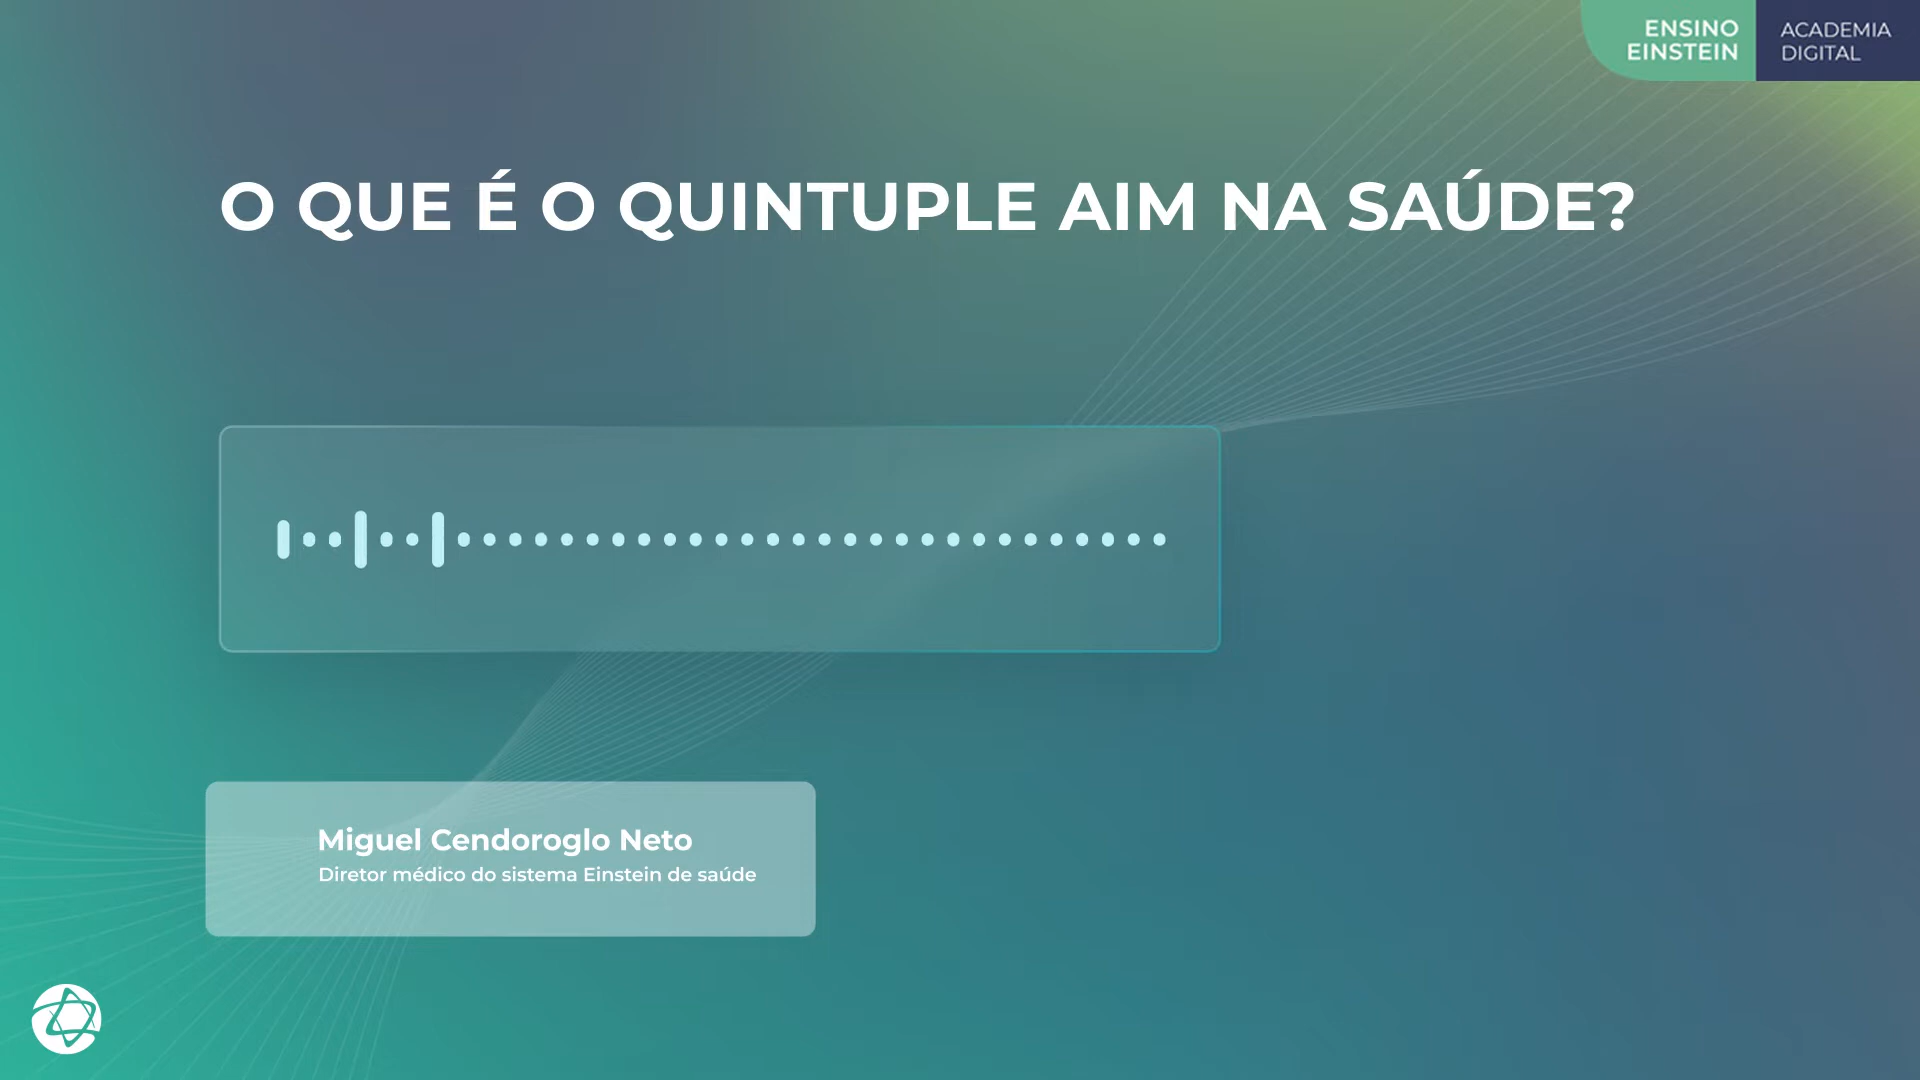 ENSINO
EINSTEIN
ACADEMIA
DIGITAL
O QUE É O QUINTUPLE AIM NA SAÚDE?
Miguel Cendoroglo Neto
Diretor médico do sistema Einstein de saúde